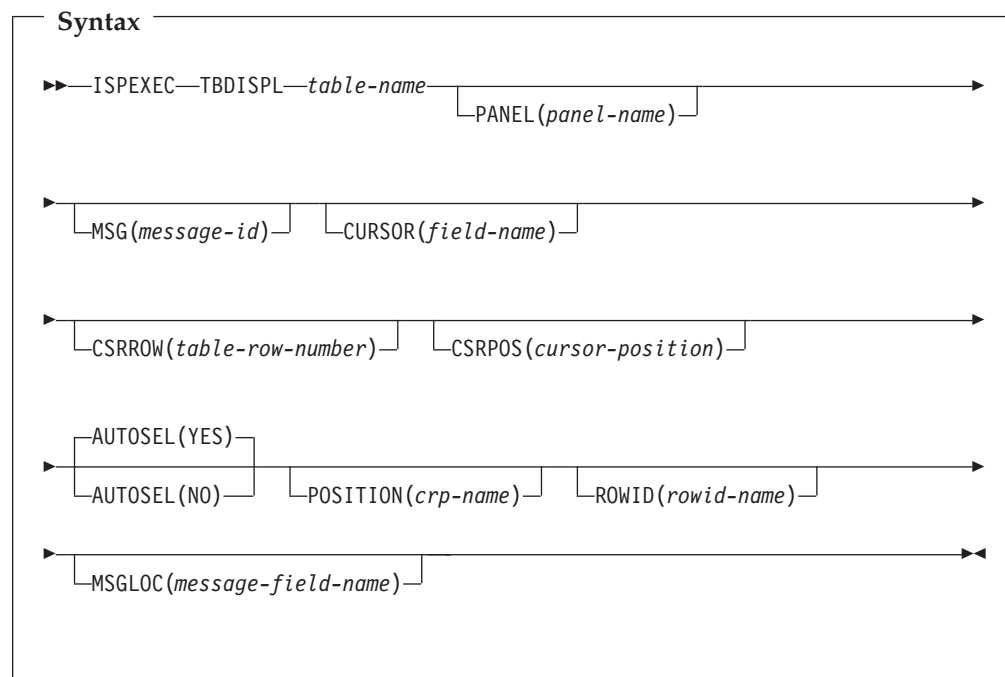 Syntax
ISPEXEC TBDISPL table-name
PANEL(panel-name)
MSG(message-id) CURSOR(field-name)
CSRROW(table-row-number) CSRPOS(cursor-position)
AUTOSEL(YES)
AUTOSEL(NO) POSITION(crp-name) ROWID(rowid-name)
MSGLOC(message-field-name)